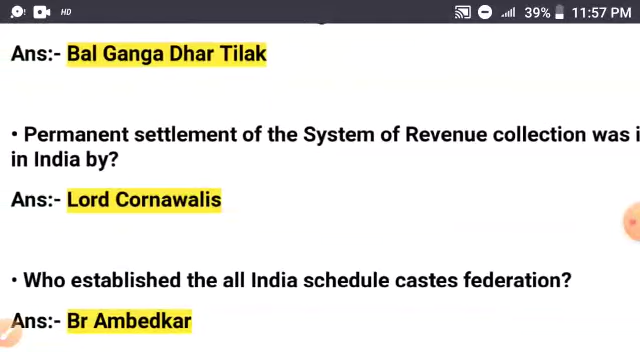 HD 39% 11:57 PM
Ans:- Bal Ganga Dhar Tilak
• Permanent settlement of the System of Revenue collection was i
in India by?
Ans:- Lord Cornawalis
• Who established the all India schedule castes federation?
Ans:- Br Ambedkar